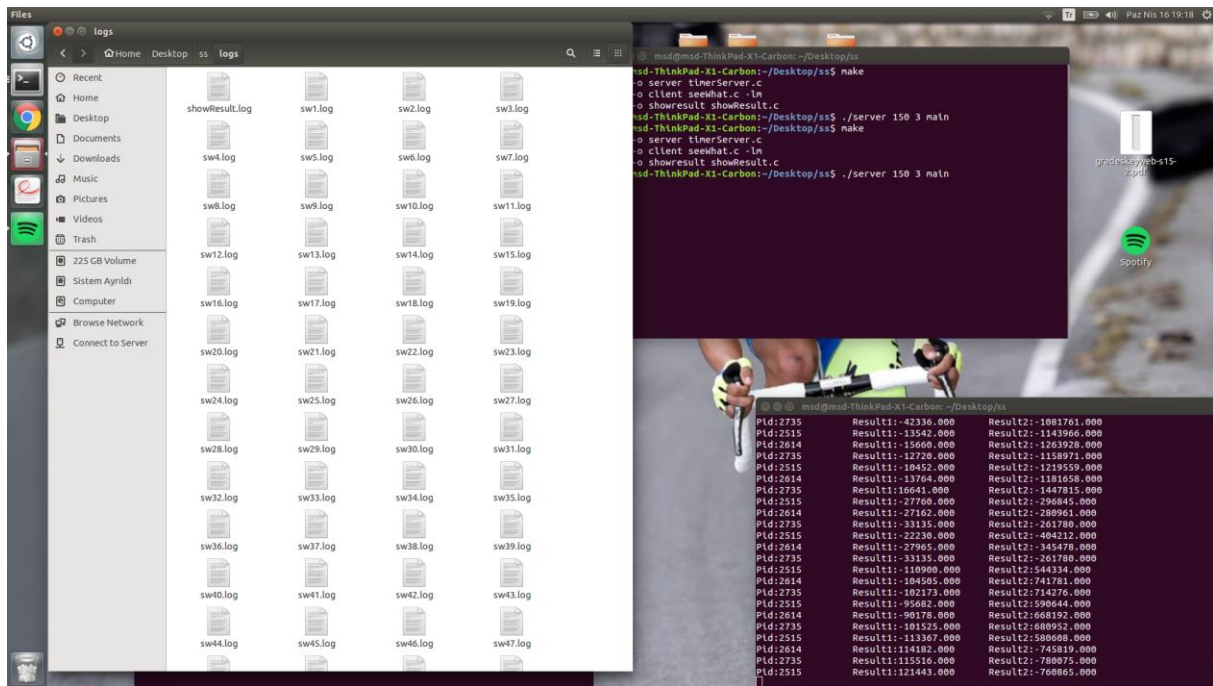 Files
Tr
Paz Nis 16 19:18
logs
Home Desktop ss logs
Recent
Home
Desktop
Documents
Downloads
Music
Pictures
Videos
Trash
225 GB Volume
Sistem Ayrıldı
Computer
Browse Network
Connect to Server
showResult.log sw1.log sw2.log sw3.log
sw4.log sw5.log sw6.log sw7.log
sw8.log sw9.log sw10.log sw11.log
sw12.log sw13.log sw14.log sw15.log
sw16.log sw17.log sw18.log sw19.log
sw20.log sw21.log sw22.log sw23.log
sw24.log sw25.log sw26.log sw27.log
sw28.log sw29.log sw30.log sw31.log
sw32.log sw33.log sw34.log sw35.log
sw36.log sw37.log sw38.log sw39.log
sw40.log sw41.log sw42.log sw43.log
sw44.log sw45.log sw46.log sw47.log
msd@msd-ThinkPad-X1-Carbon: ~/Desktop/ss
msd-ThinkPad-X1-Carbon:~/Desktop/ss$ make
-o server timerServer.c
-o client seeWhat.c -lm
-o showresult showResult.c
msd-ThinkPad-X1-Carbon:~/Desktop/ss$ ./server 150 3 main
msd-ThinkPad-X1-Carbon:~/Desktop/ss$ make
-o server timerServer.c
-o client seeWhat.c -lm
-o showresult showResult.c
msd-ThinkPad-X1-Carbon:~/Desktop/ss$ ./server 150 3 main
gradeskeyweb-s15-
2.pdf
Spotify
msd@msd-ThinkPad-X1-Carbon: ~/Desktop/ss
Pid:2735 Result1:-42336.000 Result2:-1081761.000
Pid:2515 Result1:-13542.000 Result2:-1143966.000
Pid:2614 Result1:-15660.000 Result2:-1263928.000
Pid:2735 Result1:-12720.000 Result2:-1158971.000
Pid:2515 Result1:-10452.000 Result2:-1219559.000
Pid:2614 Result1:-13764.000 Result2:-1181658.000
Pid:2735 Result1:16641.000 Result2:-1447815.000
Pid:2515 Result1:-27760.000 Result2:-296845.000
Pid:2614 Result1:-27162.000 Result2:-280961.000
Pid:2735 Result1:-33135.000 Result2:-261780.000
Pid:2515 Result1:-22230.000 Result2:-404212.000
Pid:2614 Result1:-27965.000 Result2:-345478.000
Pid:2735 Result1:-33135.000 Result2:-261780.000
Pid:2515 Result1:-110900.000 Result2:544334.000
Pid:2614 Result1:-104505.000 Result2:741781.000
Pid:2735 Result1:-102173.000 Result2:714276.000
Pid:2515 Result1:-95682.000 Result2:590644.000
Pid:2614 Result1:-90178.000 Result2:668192.000
Pid:2735 Result1:-101525.000 Result2:680952.000
Pid:2515 Result1:-113367.000 Result2:580608.000
Pid:2614 Result1:114182.000 Result2:-745819.000
Pid:2735 Result1:115516.000 Result2:-780075.000
Pid:2515 Result1:121443.000 Result2:-760865.000